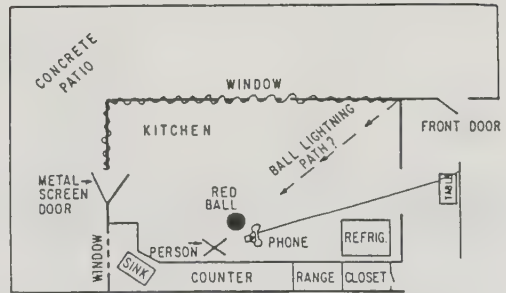 CONCRETE
PATIO
WINDOW
KITCHEN
BALL LIGHTNING
PATH?
FRONT DOOR
METAL
SCREEN
DOOR
RED
BALL
TABLE
PERSON
PHONE
REFRIG.
WINDOW
SINK
COUNTER
RANGE
CLOSET